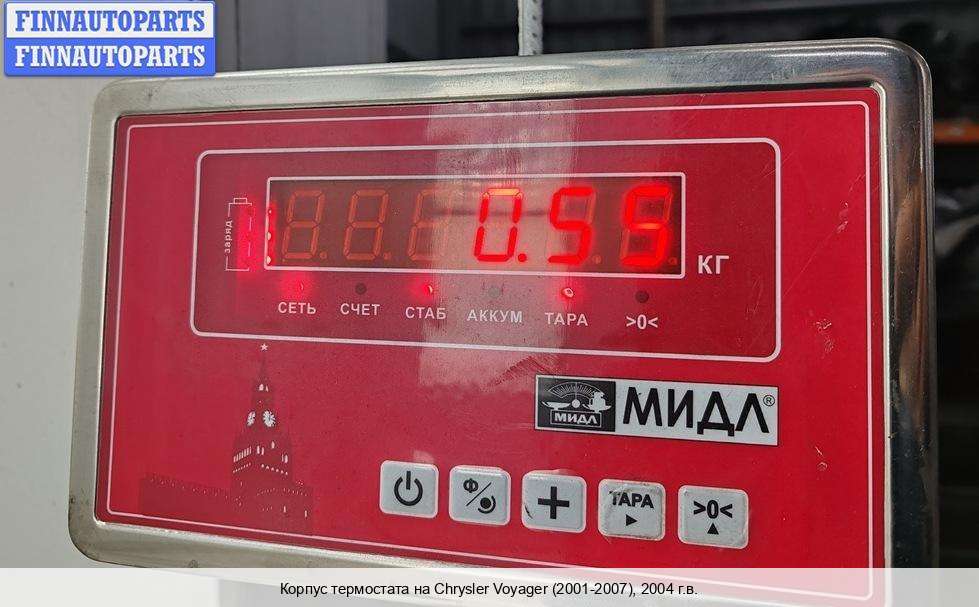 FINNAUTOPARTS
FINNAUTOPARTS
заряд
0.55
КГ
СЕТЬ СЧЕТ СТАБ АККУМ ТАРА >0<
МИДЛ МИДЛ®
Ф/ + ТАРА >0<
Корпус термостата на Chrysler Voyager (2001-2007), 2004 г.в.